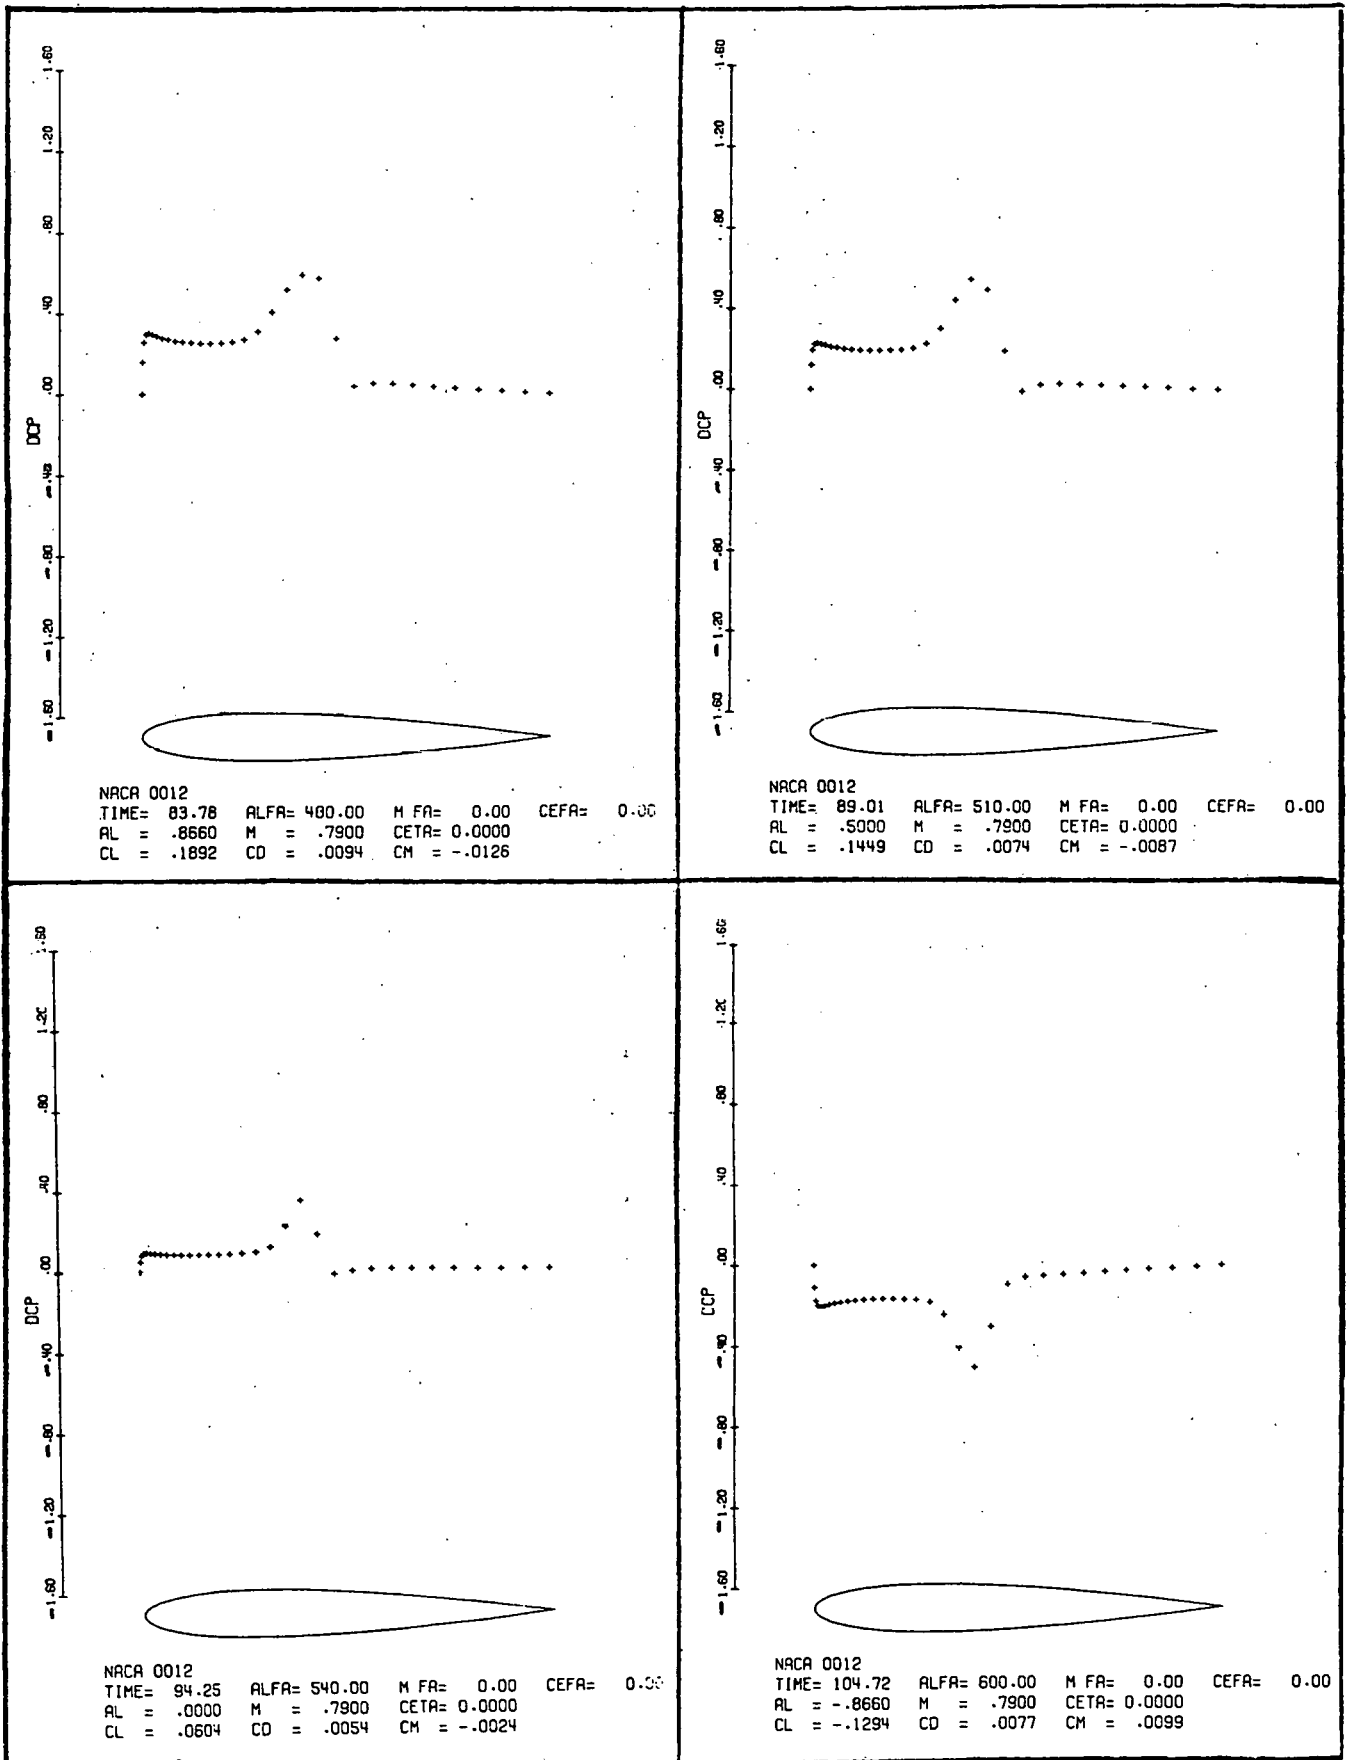 1.60
1.20
.80
.40
.00
-.40
-.80
-1.20
-1.60
DCP
NACA 0012
TIME= 83.78 ALFA= 480.00 M FA= 0.00 CEFA= 0.00
AL = .8660 M = .7900 CETA= 0.0000
CL = .1892 CD = .0094 CM = -.0126
1.60
1.20
.80
.40
.00
-.40
-.80
-1.20
-1.60
DCP
NACA 0012
TIME= 89.01 ALFA= 510.00 M FA= 0.00 CEFA= 0.00
AL = .5000 M = .7900 CETA= 0.0000
CL = .1449 CD = .0074 CM = -.0087
1.60
1.20
.80
.40
.00
-.40
-.80
-1.20
-1.60
DCP
NACA 0012
TIME= 94.25 ALFA= 540.00 M FA= 0.00 CEFA= 0.00
AL = .0000 M = .7900 CETA= 0.0000
CL = .0604 CD = .0054 CM = -.0024
1.60
1.20
.80
.40
.00
-.40
-.80
-1.20
-1.60
DCP
NACA 0012
TIME= 104.72 ALFA= 600.00 M FA= 0.00 CEFA= 0.00
AL = -.8660 M = .7900 CETA= 0.0000
CL = -.1294 CD = .0077 CM = .0099